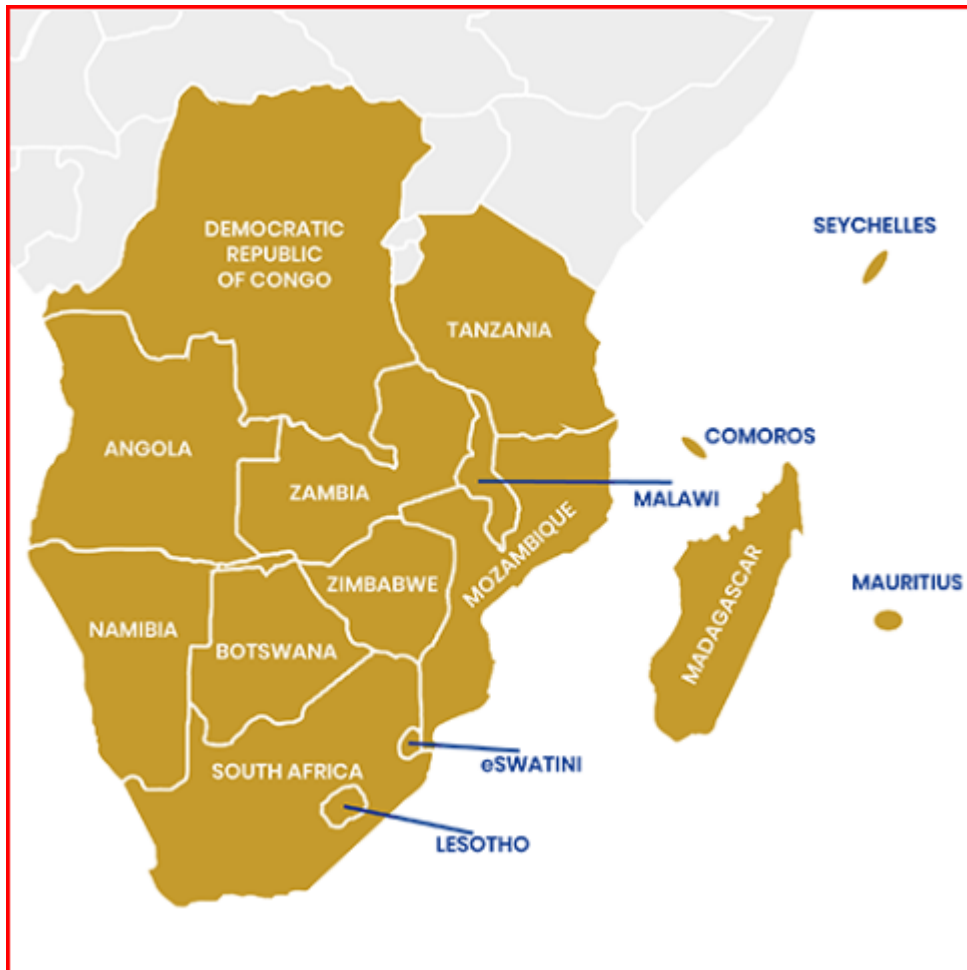 DEMOCRATIC
REPUBLIC
OF CONGO
SEYCHELLES
TANZANIA
COMOROS
ANGOLA
ZAMBIA
MALAWI
MOZAMBIQUE
ZIMBABWE
MADAGASCAR
MAURITIUS
NAMIBIA
BOTSWANA
eSWATINI
SOUTH AFRICA
LESOTHO